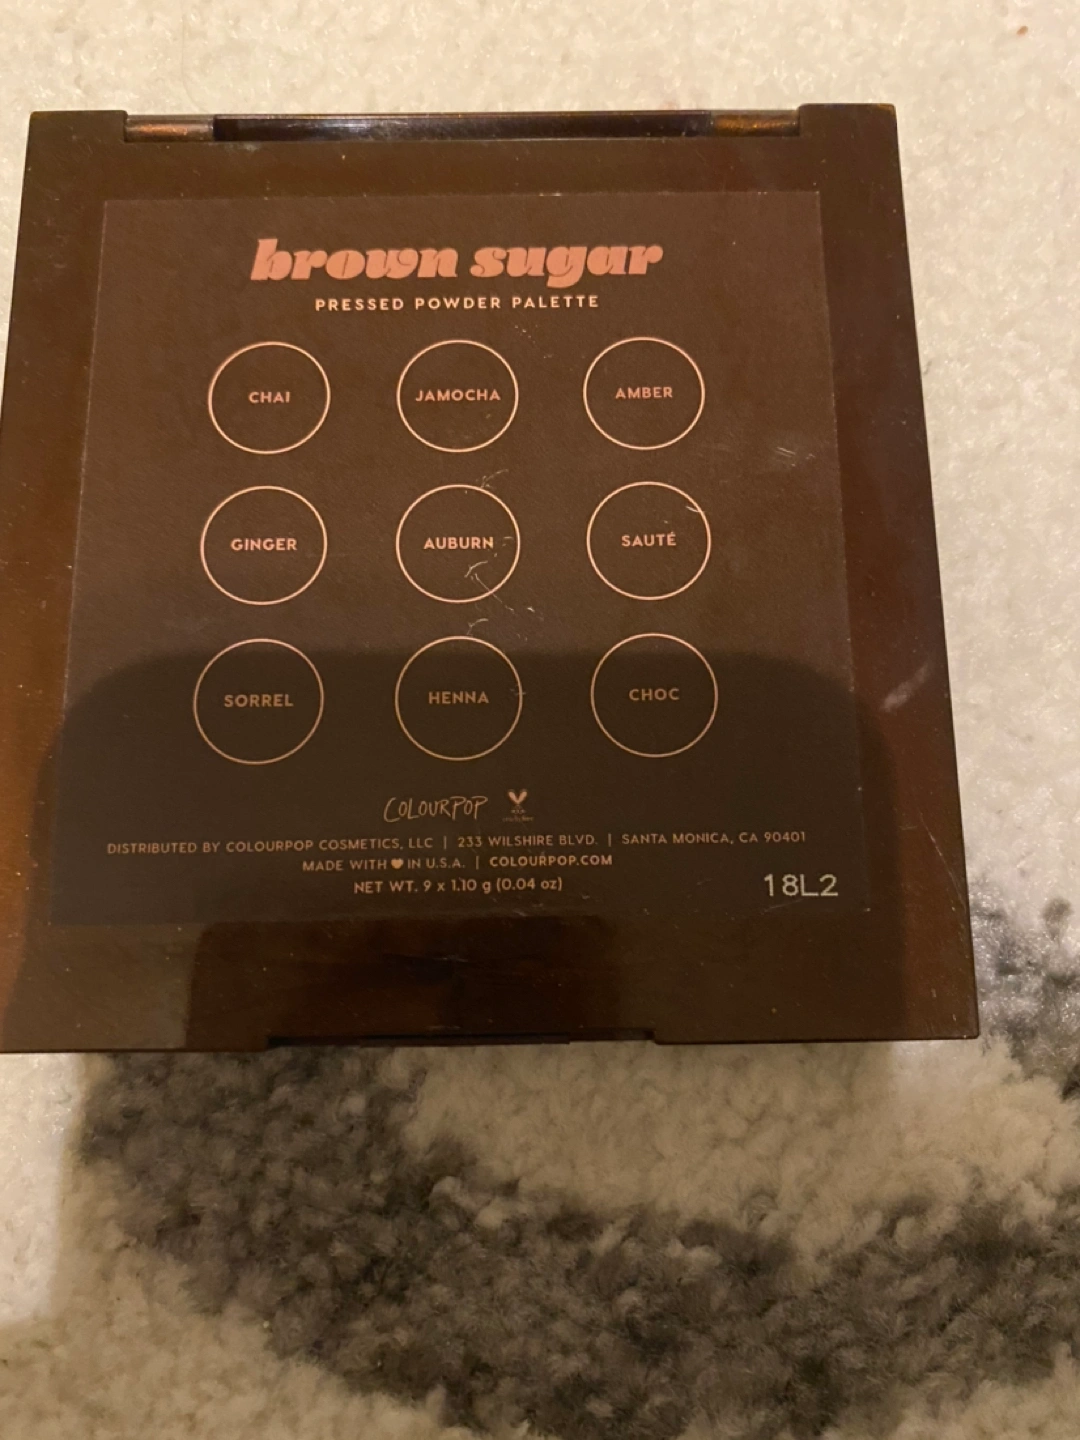 brown sugar
PRESSED POWDER PALETTE
CHAI JAMOCHA AMBER
GINGER AUBURN SAUTÉ
SORREL HENNA CHOC
COLOURPOP
DISTRIBUTED BY COLOURPOP COSMETICS, LLC | 233 WILSHIRE BLVD. | SANTA MONICA, CA 90401
MADE WITH ♥ IN U.S.A. | COLOURPOP.COM
NET WT. 9 x 1.10 g (0.04 oz)
18L2